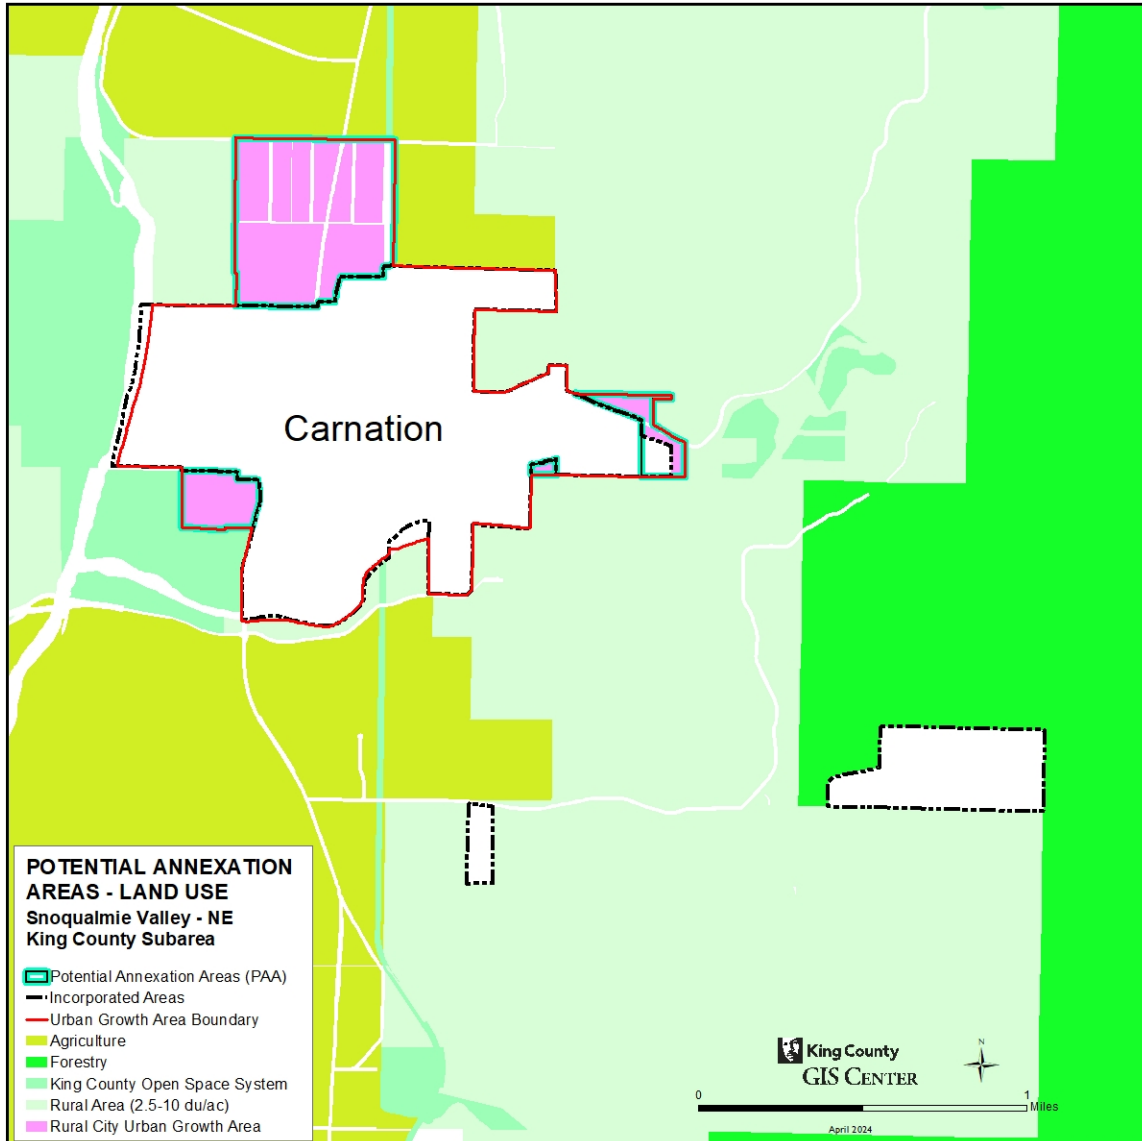 Carnation
POTENTIAL ANNEXATION
AREAS - LAND USE
Snoqualmie Valley - NE
King County Subarea
Potential Annexation Areas (PAA)
Incorporated Areas
Urban Growth Area Boundary
Agriculture
Forestry
King County Open Space System
Rural Area (2.5-10 du/ac)
Rural City Urban Growth Area
King County
GIS CENTER
N
0 1
Miles
April 2024